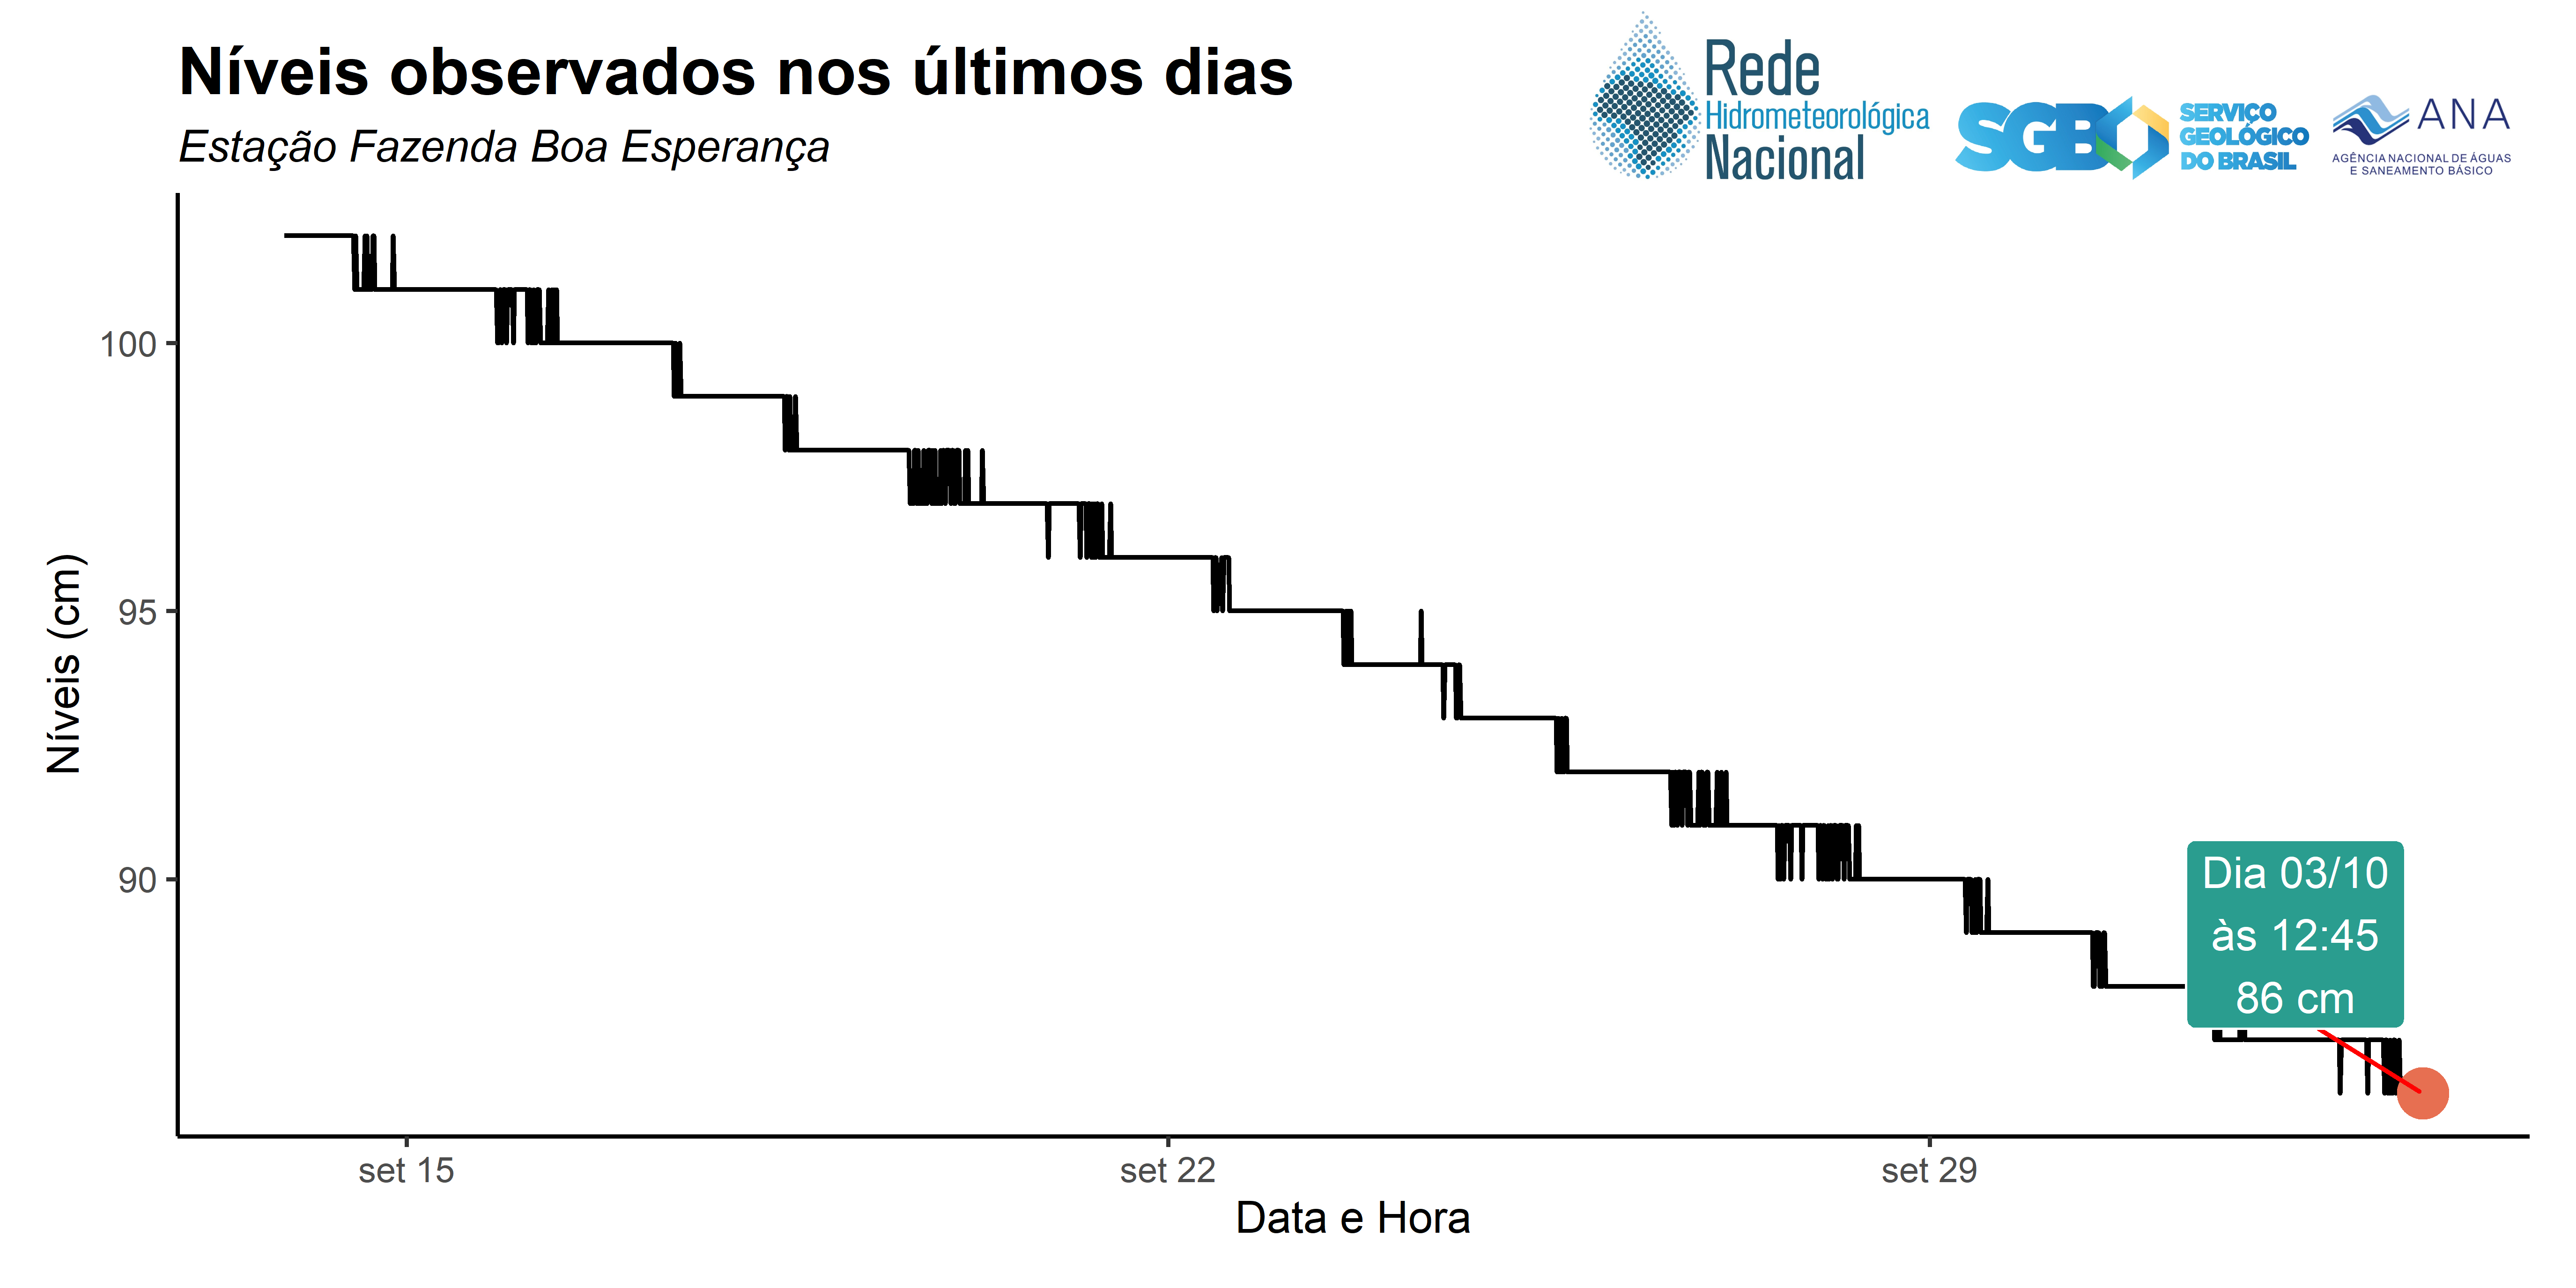 Níveis observados nos últimos dias
Estação Fazenda Boa Esperança
Rede
Hidrometeorológica
Nacional
SGB
SERVIÇO
GEOLÓGICO
DO BRASIL
ANA
AGÊNCIA NACIONAL DE ÁGUAS
E SANEAMENTO BÁSICO
Níveis (cm)
100
95
90
Dia 03/10
às 12:45
86 cm
set 15
set 22
set 29
Data e Hora